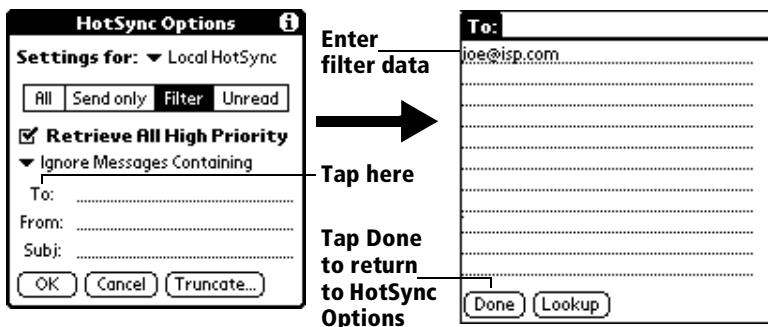 HotSync Options
Settings for: Local HotSync
All Send only Filter Unread
Retrieve All High Priority
Ignore Messages Containing
To:
From:
Subj:
OK Cancel Truncate...
Enter
filter data
Tap here
Tap Done
to return
to HotSync
Options
To:
joe@isp.com
Done Lookup